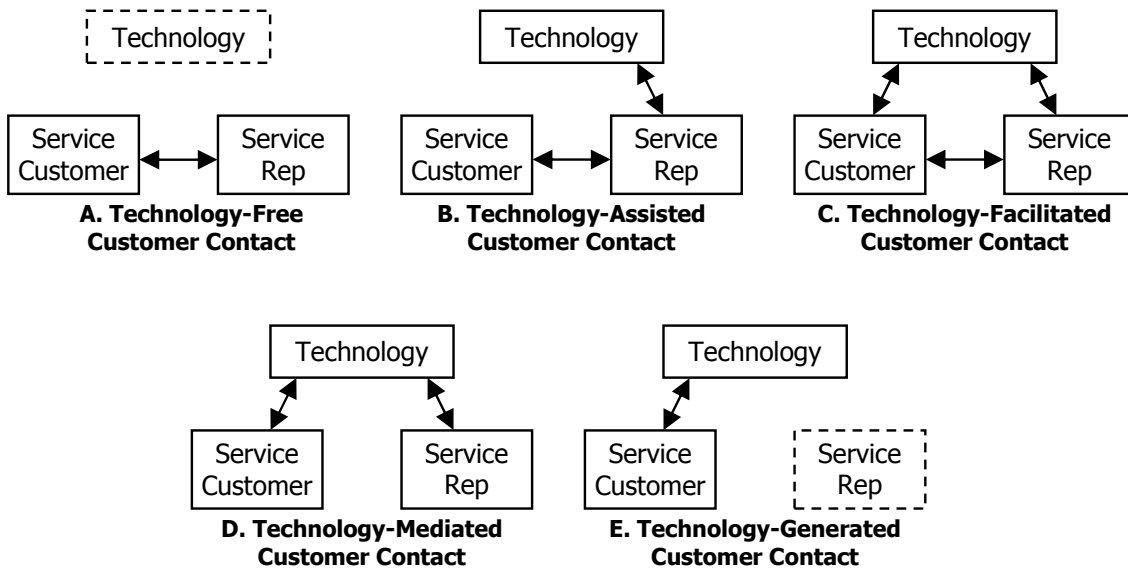 Technology
Service
Customer
Service
Rep
A. Technology-Free
Customer Contact
Technology
Service
Customer
Service
Rep
B. Technology-Assisted
Customer Contact
Technology
Service
Customer
Service
Rep
C. Technology-Facilitated
Customer Contact
Technology
Service
Customer
Service
Rep
D. Technology-Mediated
Customer Contact
Technology
Service
Customer
Service
Rep
E. Technology-Generated
Customer Contact